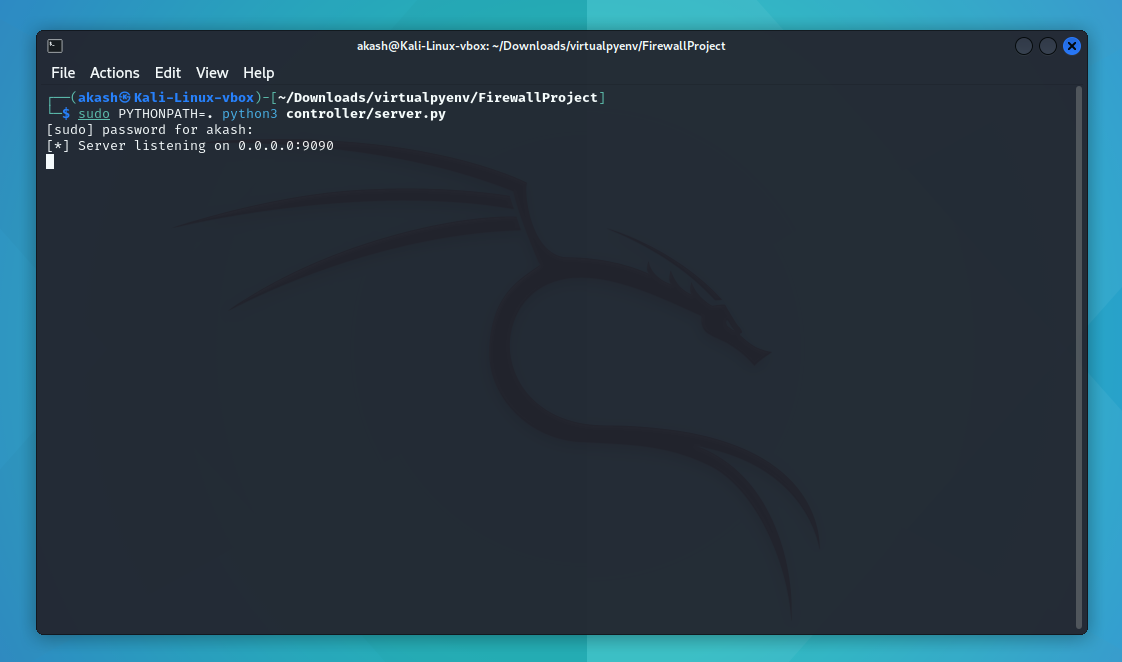 akash@Kali-Linux-vbox: ~/Downloads/virtualpyenv/FirewallProject
File Actions Edit View Help
┌──(akash㉿Kali-Linux-vbox)-[~/Downloads/virtualpyenv/FirewallProject]
└─$ sudo PYTHONPATH=. python3 controller/server.py
[sudo] password for akash:
[*] Server listening on 0.0.0.0:9090